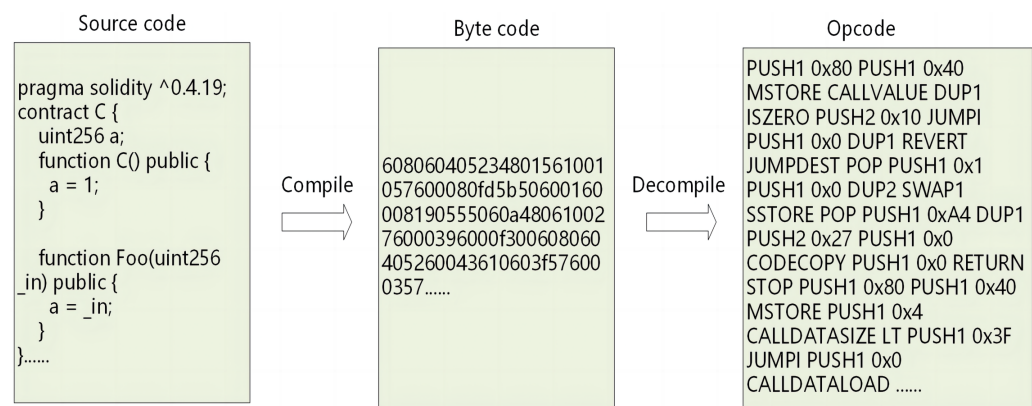 Source code
pragma solidity ^0.4.19;
contract C {
uint256 a;
function C() public {
a = 1;
}
function Foo(uint256
_in) public {
a = _in;
}
}......
Compile
Byte code
608060405234801561001
057600080fd5b50600160
008190555060a48061002
76000396000f300608060
405260043610603f57600
0357......
Decompile
Opcode
PUSH1 0x80 PUSH1 0x40
MSTORE CALLVALUE DUP1
ISZERO PUSH2 0x10 JUMPI
PUSH1 0x0 DUP1 REVERT
JUMPDEST POP PUSH1 0x1
PUSH1 0x0 DUP2 SWAP1
SSTORE POP PUSH1 0xA4 DUP1
PUSH2 0x27 PUSH1 0x0
CODECOPY PUSH1 0x0 RETURN
STOP PUSH1 0x80 PUSH1 0x40
MSTORE PUSH1 0x4
CALLDATASIZE LT PUSH1 0x3F
JUMPI PUSH1 0x0
CALLDATALOAD ......